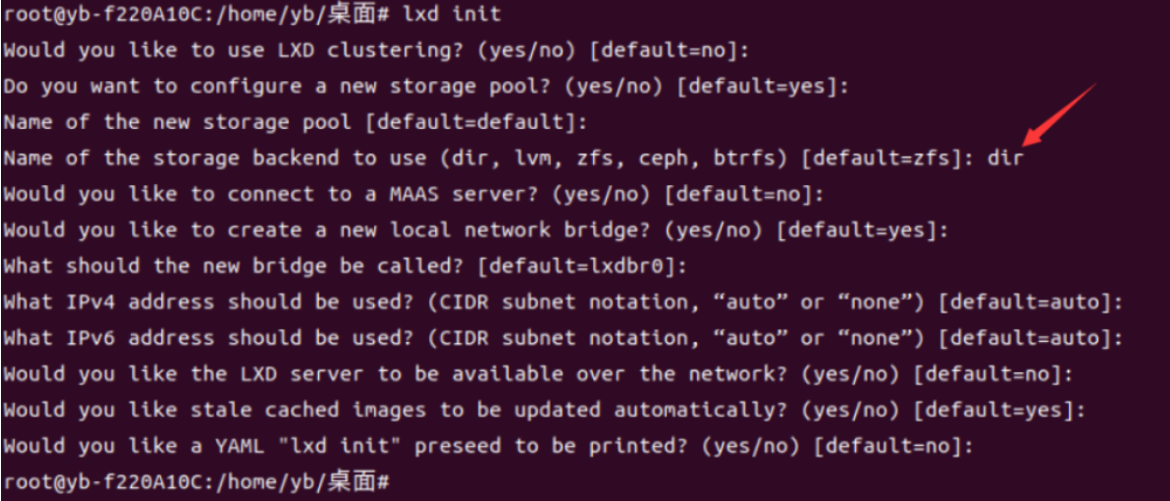 root@yb-f220A10C:/home/yb/桌面# lxd init
Would you like to use LXD clustering? (yes/no) [default=no]:
Do you want to configure a new storage pool? (yes/no) [default=yes]:
Name of the new storage pool [default=default]:
Name of the storage backend to use (dir, lvm, zfs, ceph, btrfs) [default=zfs]: dir
Would you like to connect to a MAAS server? (yes/no) [default=no]:
Would you like to create a new local network bridge? (yes/no) [default=yes]:
What should the new bridge be called? [default=lxdbr0]:
What IPv4 address should be used? (CIDR subnet notation, “auto” or “none”) [default=auto]:
What IPv6 address should be used? (CIDR subnet notation, “auto” or “none”) [default=auto]:
Would you like the LXD server to be available over the network? (yes/no) [default=no]:
Would you like stale cached images to be updated automatically? (yes/no) [default=yes]:
Would you like a YAML "lxd init" preseed to be printed? (yes/no) [default=no]:
root@yb-f220A10C:/home/yb/桌面#